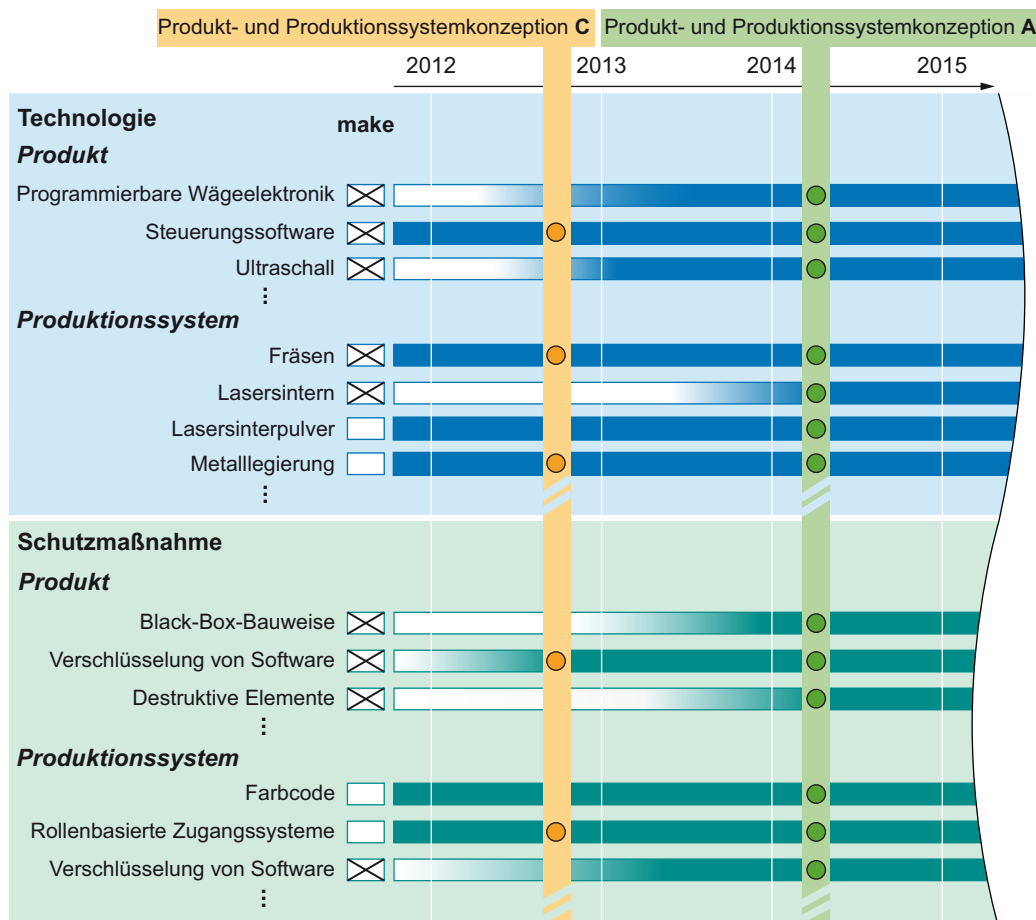 Produkt- und Produktionssystemkonzeption C
Produkt- und Produktionssystemkonzeption A
2012 2013 2014 2015
Technologie make
Produkt
Programmierbare Wägeelektronik
Steuerungssoftware
Ultraschall
Produktionssystem
Fräsen
Lasersintern
Lasersinterpulver
Metalllegierung
Schutzmaßnahme
Produkt
Black-Box-Bauweise
Verschlüsselung von Software
Destruktive Elemente
Produktionssystem
Farbcode
Rollenbasierte Zugangssysteme
Verschlüsselung von Software